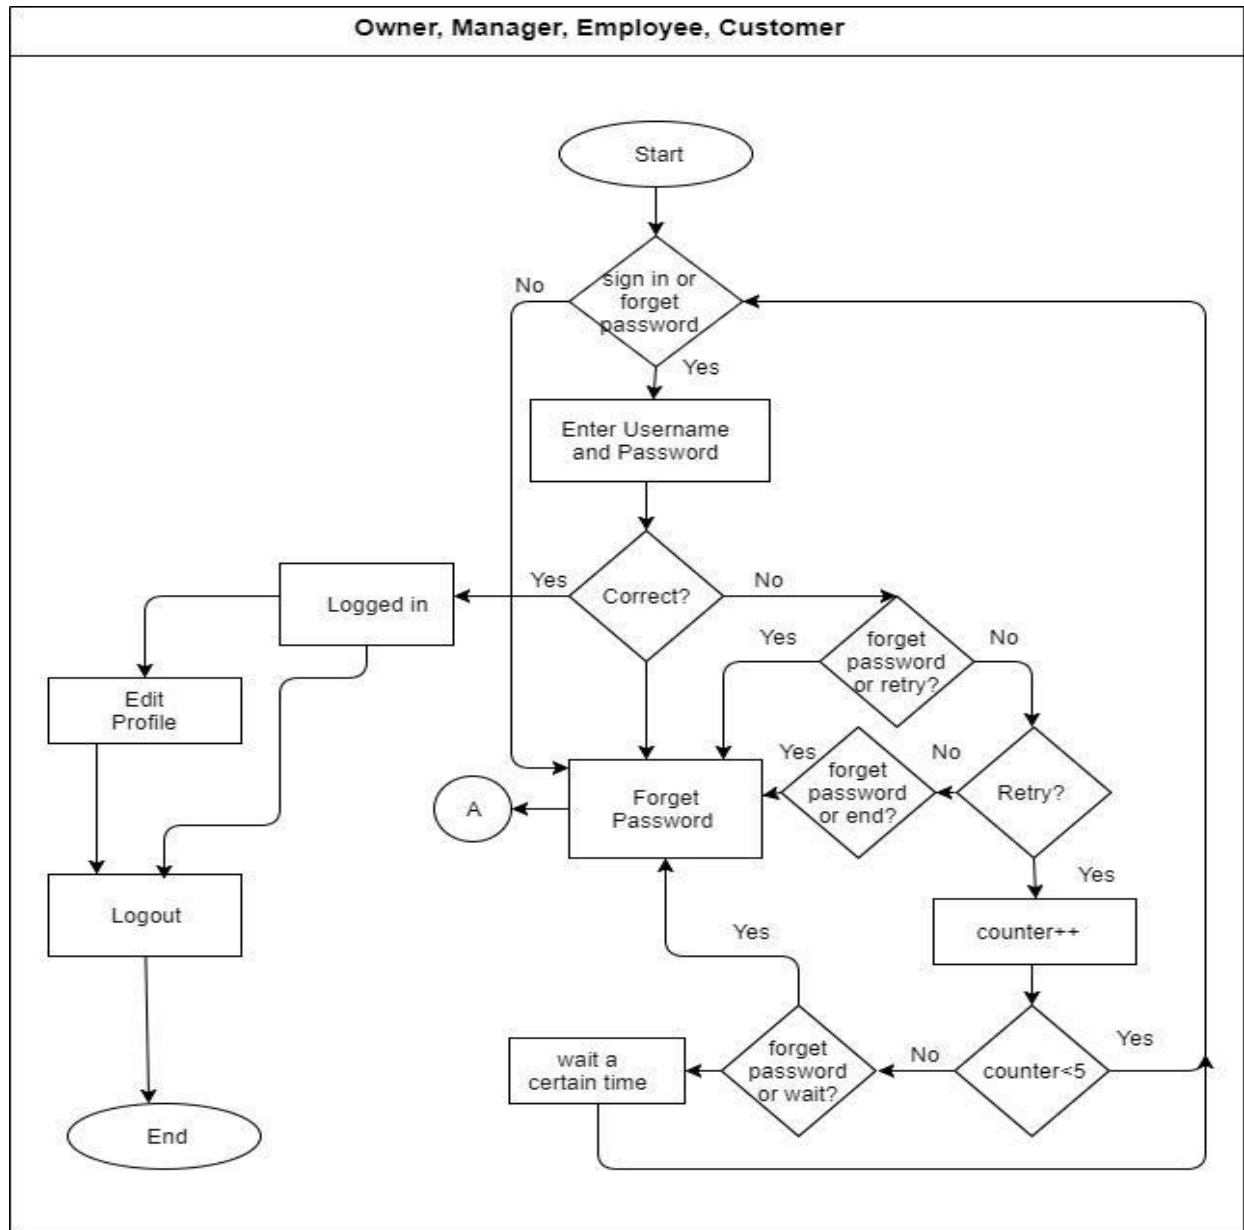 Owner, Manager, Employee, Customer
Start
No
sign in or
forget
password
Yes
Enter Username
and Password
Yes
Correct?
No
Logged in
Yes
forget
password
or retry?
No
Edit
Profile
Yes
forget
password
or end?
No
Retry?
A
Forget
Password
Yes
Logout
Yes
counter++
wait a
certain time
forget
password
or wait?
No
counter<5
Yes
End